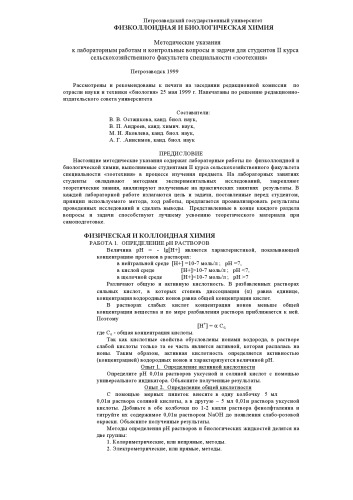 Петрозаводский государственный университет
ФИЗКОЛЛОИДНАЯ И БИОЛОГИЧЕСКАЯ ХИМИЯ
Методические указания
к лабораторным работам и контрольные вопросы и задачи для студентов II курса
сельскохозяйственного факультета специальности «зоотехния»
Петрозаводск 1999
Рассмотрены и рекомендованы к печати на заседании редакционной комиссии по
отрасли науки и техники «биология» 25 мая 1999 г. Напечатаны по решению редакционно-
издательского совета университета
Составители:
В. В. Осташкова, канд. биол. наук,
В. П. Андреев, канд. химич. наук,
М. И. Яковлева, канд. биол. наук,
А. Г. Анисимов, канд. биол. наук
ПРЕДИСЛОВИЕ
Настоящие методические указания содержат лабораторные работы по физколлоидной и
биологической химии, выполняемые студентами II курса сельскохозяйственного факультета
специальности «зоотехния» в процессе изучения предмета. На лабораторных занятиях
студенты овладевают методами экспериментальных исследований, закрепляют
теоретические знания, анализируют полученные на практических занятиях результаты. В
каждой лабораторной работе излагаются цель и задачи, поставленные перед студентом,
принцип используемого метода, ход работы, предлагается проанализировать результаты
проведенных исследований и сделать выводы. Представленные в конце каждого раздела
вопросы и задачи способствуют лучшему усвоению теоретического материала при
самоподготовке.
ФИЗИЧЕСКАЯ И КОЛЛОИДНАЯ ХИМИЯ
РАБОТА 1. ОПРЕДЕЛЕНИЕ рН РАСТВОРОВ
Величина рН = - lg[H+] является характеристикой, показывающей
концентрацию протонов в растворах:
в нейтральной среде [H+] =10-7 моль/л ; рН =7,
в кислой среде [H+]>10-7 моль/л ; рН <7,
в щелочной среде [H+]<10-7 моль/л ; рН >7
Различают общую и активную кислотность. В разбавленных растворах
сильных кислот, в которых степень диссоциации (α) равна единице,
концентрация водородных ионов равна общей концентрации кислот.
В растворах слабых кислот концентрация ионов меньше общей
концентрации вещества и по мере разбавления раствора приближается к ней.
Поэтому
[H⁺] = α C₀
где C₀ - общая концентрация кислоты.
Так как кислотные свойства обусловлены ионами водорода, в растворе
слабой кислоты только та ее часть является активной, которая распалась на
ионы. Таким образом, активная кислотность определяется активностью
(концентрацией) водородных ионов и характеризуется величиной рН.
Опыт 1. Определение активной кислотности
Определите рН 0,01н растворов уксусной и соляной кислот с помощью
универсального индикатора. Объясните полученные результаты.
Опыт 2. Определение общей кислотности
С помощью мерных пипеток внесите в одну колбочку 5 мл
0,01н раствора соляной кислоты, а в другую – 5 мл 0,01н раствора уксусной
кислоты. Добавьте в обе колбочки по 1-2 капли раствора фенолфталеина и
титруйте их содержимое 0,01н раствором NaOH до появления слабо-розовой
окраски. Объясните полученные результаты.
Методы определения рН растворов и биологических жидкостей делятся на
две группы:
1. Колориметрические, или непрямые, методы.
2. Электрометрические, или прямые, методы.